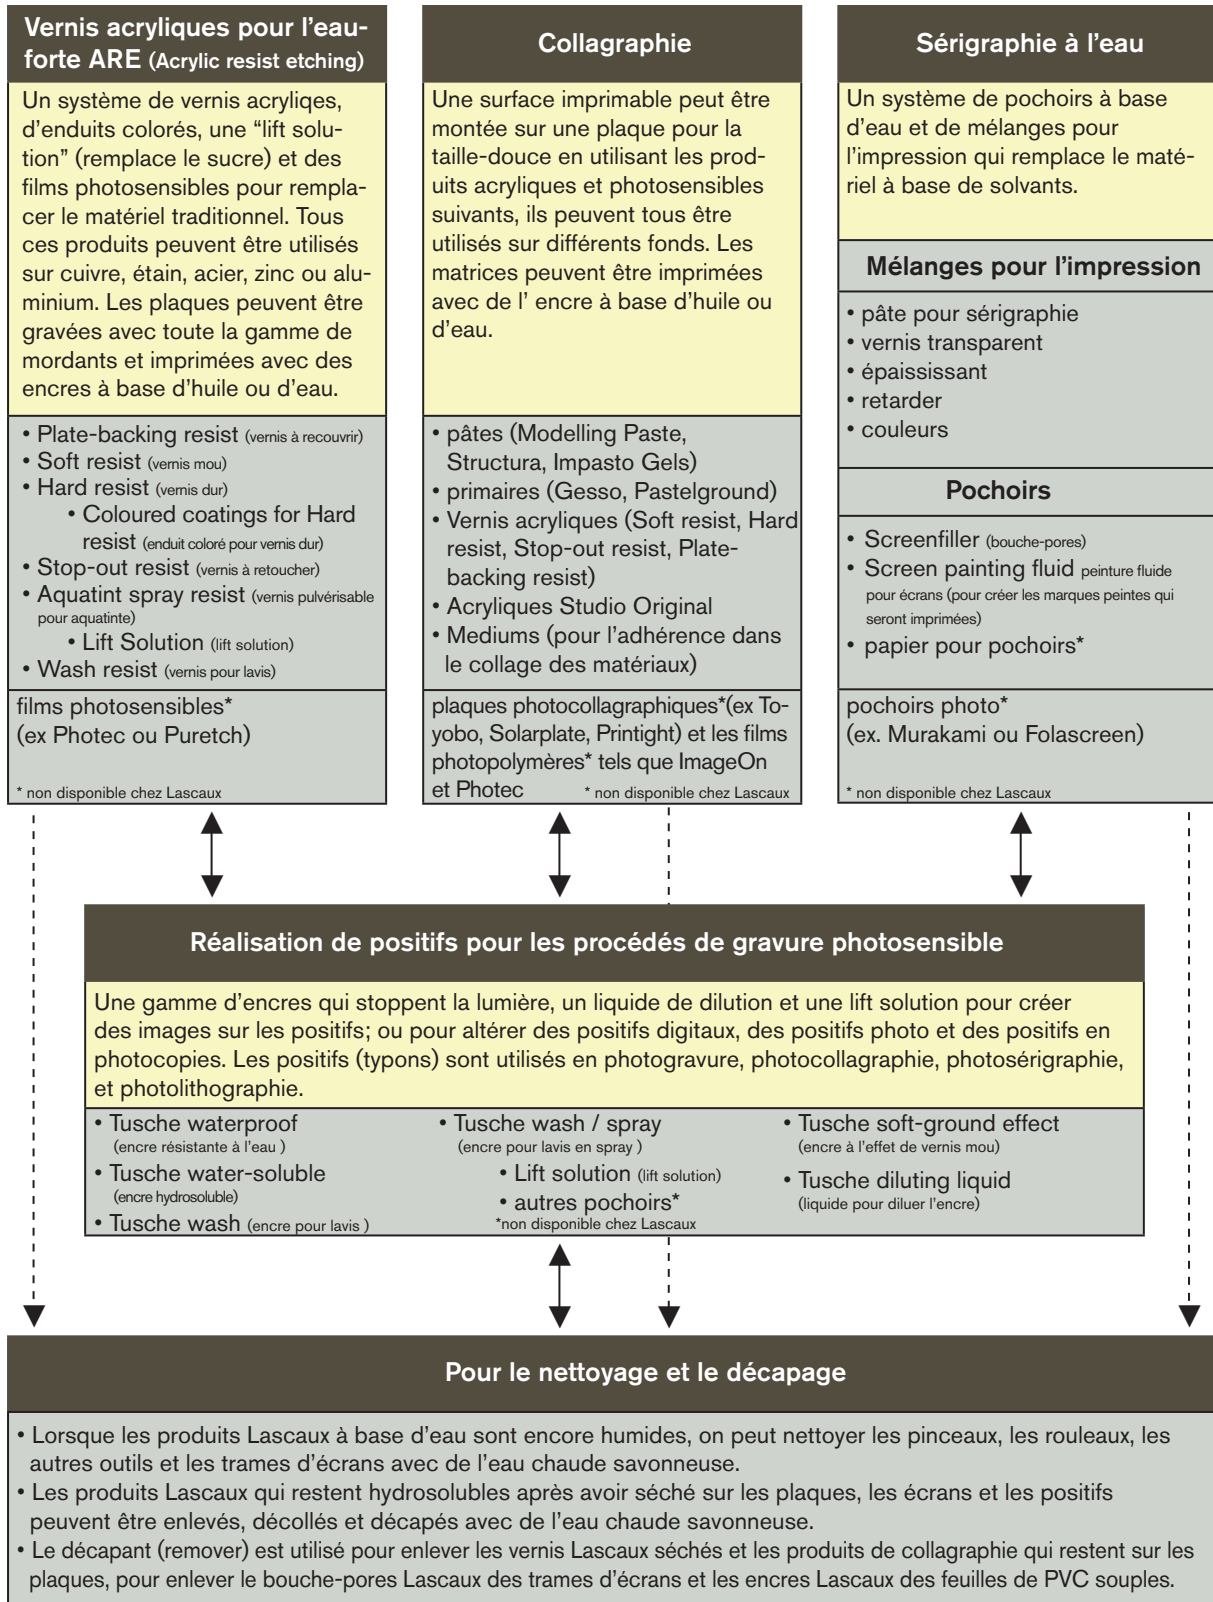 Vernis acryliques pour l'eau-
forte ARE (Acrylic resist etching)
Un système de vernis acryliqes,
d'enduits colorés, une “lift solu-
tion” (remplace le sucre) et des
films photosensibles pour rempla-
cer le matériel traditionnel. Tous
ces produits peuvent être utilisés
sur cuivre, étain, acier, zinc ou alu-
minium. Les plaques peuvent être
gravées avec toute la gamme de
mordants et imprimées avec des
encres à base d'huile ou d'eau.
• Plate-backing resist (vernis à recouvrir)
• Soft resist (vernis mou)
• Hard resist (vernis dur)
• Coloured coatings for Hard
resist (enduit coloré pour vernis dur)
• Stop-out resist (vernis à retoucher)
• Aquatint spray resist (vernis pulvérisable
pour aquatinte)
• Lift Solution (lift solution)
• Wash resist (vernis pour lavis)
films photosensibles*
(ex Photec ou Puretch)
* non disponible chez Lascaux
Collagraphie
Une surface imprimable peut être
montée sur une plaque pour la
taille-douce en utilisant les prod-
uits acryliques et photosensibles
suivants, ils peuvent tous être
utilisés sur différents fonds. Les
matrices peuvent être imprimées
avec de l' encre à base d'huile ou
d'eau.
• pâtes (Modelling Paste,
Structura, Impasto Gels)
• primaires (Gesso, Pastelground)
• Vernis acryliques (Soft resist, Hard
resist, Stop-out resist, Plate-
backing resist)
• Acryliques Studio Original
• Mediums (pour l'adhérence dans
le collage des matériaux)
plaques photocollagraphiques*(ex To-
yobo, Solarplate, Printight) et les films
photopolymères* tels que ImageOn
et Photec * non disponible chez Lascaux
Sérigraphie à l'eau
Un système de pochoirs à base
d'eau et de mélanges pour
l'impression qui remplace le maté-
riel à base de solvants.
Mélanges pour l'impression
• pâte pour sérigraphie
• vernis transparent
• épaississant
• retarder
• couleurs
Pochoirs
• Screenfiller (bouche-pores)
• Screen painting fluid peinture fluide
pour écrans (pour créer les marques peintes qui
seront imprimées)
• papier pour pochoirs*
pochoirs photo*
(ex. Murakami ou Folascreen)
* non disponible chez Lascaux
Réalisation de positifs pour les procédés de gravure photosensible
Une gamme d'encres qui stoppent la lumière, un liquide de dilution et une lift solution pour créer
des images sur les positifs; ou pour altérer des positifs digitaux, des positifs photo et des positifs en
photocopies. Les positifs (typons) sont utilisés en photogravure, photocollagraphie, photosérigraphie,
et photolithographie.
• Tusche waterproof
(encre résistante à l'eau )
• Tusche water-soluble
(encre hydrosoluble)
• Tusche wash (encre pour lavis )
• Tusche wash / spray
(encre pour lavis en spray )
• Lift solution (lift solution)
• autres pochoirs*
*non disponible chez Lascaux
• Tusche soft-ground effect
(encre à l'effet de vernis mou)
• Tusche diluting liquid
(liquide pour diluer l'encre)
Pour le nettoyage et le décapage
• Lorsque les produits Lascaux à base d'eau sont encore humides, on peut nettoyer les pinceaux, les rouleaux, les
autres outils et les trames d'écrans avec de l'eau chaude savonneuse.
• Les produits Lascaux qui restent hydrosolubles après avoir séché sur les plaques, les écrans et les positifs
peuvent être enlevés, décollés et décapés avec de l'eau chaude savonneuse.
• Le décapant (remover) est utilisé pour enlever les vernis Lascaux séchés et les produits de collagraphie qui restent sur les
plaques, pour enlever le bouche-pores Lascaux des trames d'écrans et les encres Lascaux des feuilles de PVC souples.